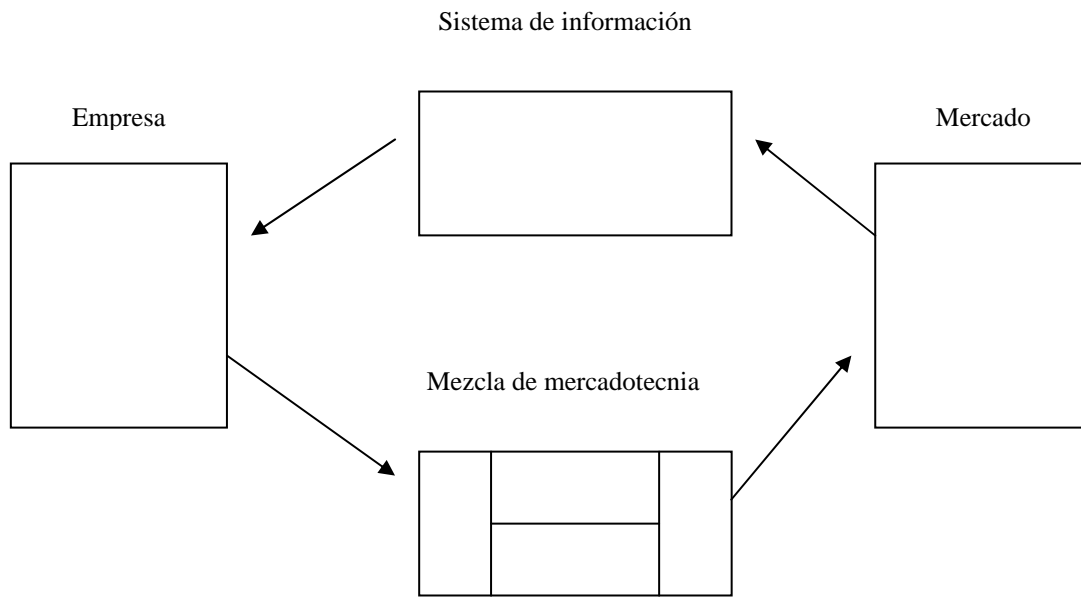 Sistema de información
Empresa
Mercado
Mezcla de mercadotecnia